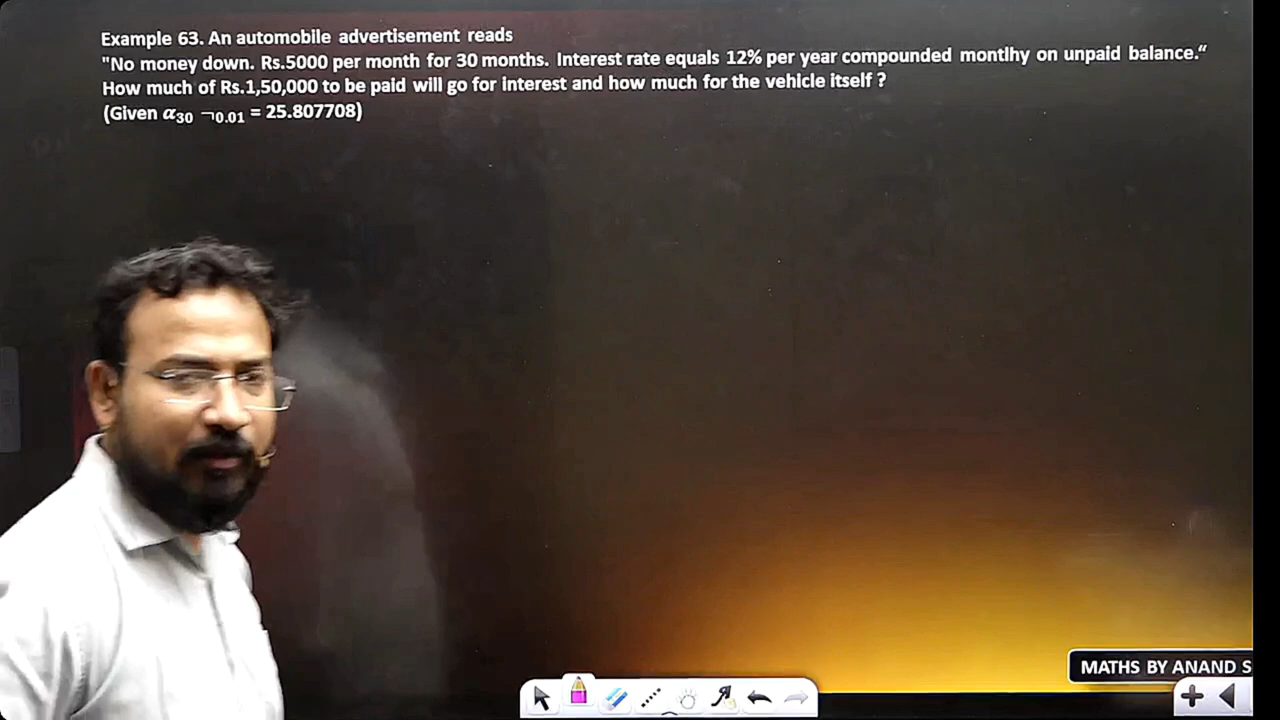 Example 63. An automobile advertisement reads
"No money down. Rs.5000 per month for 30 months. Interest rate equals 12% per year compounded montlhy on unpaid balance.“
How much of Rs.1,50,000 to be paid will go for interest and how much for the vehicle itself ?
(Given α₃₀ ¬₀.₀₁ = 25.807708)
MATHS BY ANAND S